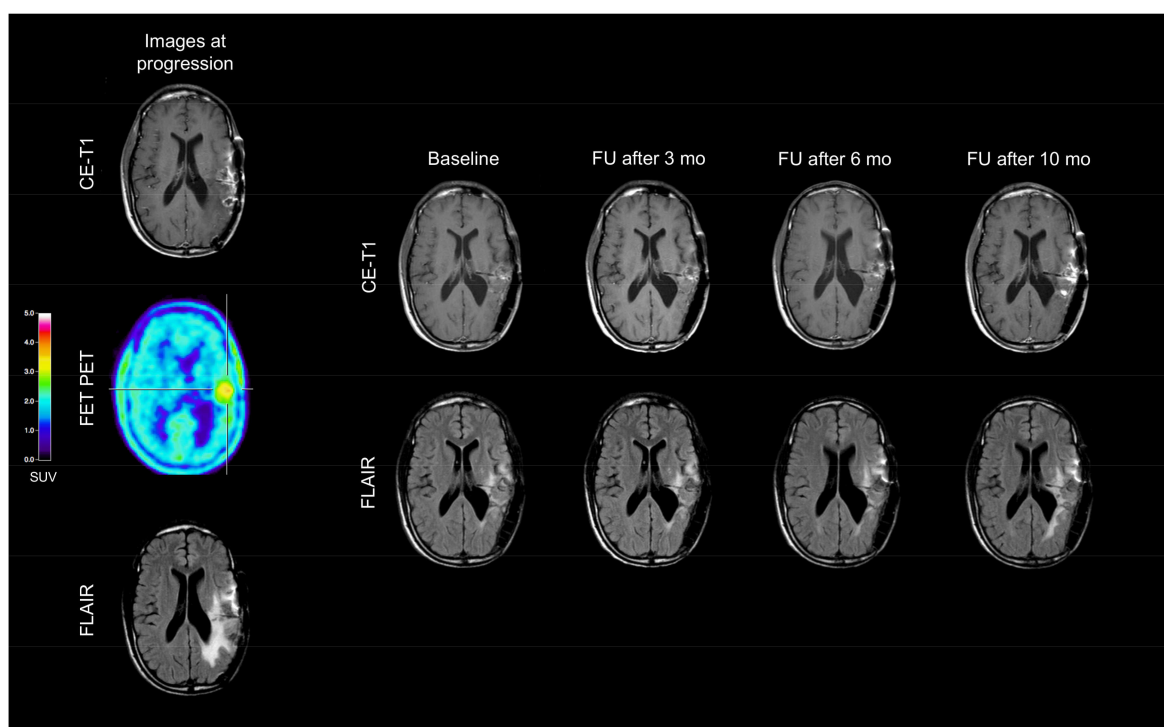 Images at
progression
CE-T1
Baseline
FU after 3 mo
FU after 6 mo
FU after 10 mo
CE-T1
5.0
4.0
3.0
2.0
1.0
0.0
SUV
FET PET
FLAIR
FLAIR